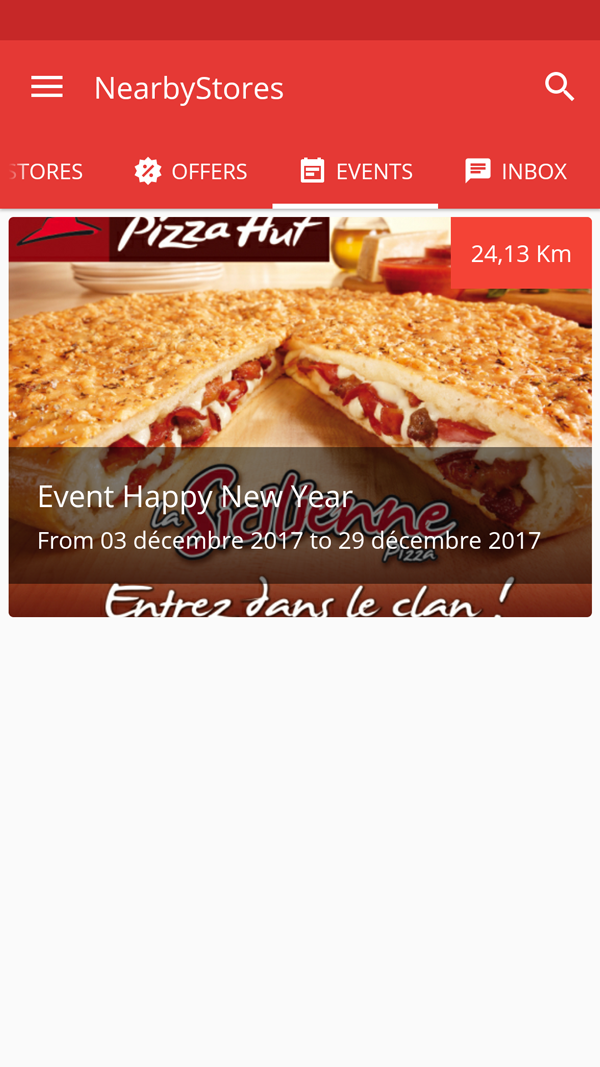 NearbyStores
STORES
OFFERS
EVENTS
INBOX
Pizza Hut
24,13 Km
Event Happy New Year
la Sicilienne
From 03 décembre 2017 to 29 décembre 2017
Pizza
Entrez dans le clan !